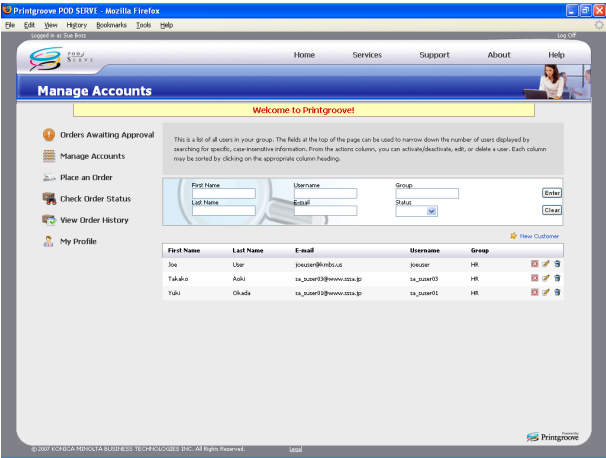 Printgroove POD SERVE - Mozilla Firefox
File Edit View History Bookmarks Tools Help
Logged in as Sue Boss Log Off
POD SERVE Home Services Support About Help
Manage Accounts
Welcome to Printgroove!
Orders Awaiting Approval
Manage Accounts
Place an Order
Check Order Status
View Order History
My Profile
This is a list of all users in your group. The fields at the top of the page can be used to narrow down the number of users displayed by
searching for specific, case-insensitive information. From the actions column, you can activate/deactivate, edit, or delete a user. Each column
may be sorted by clicking on the appropriate column heading.
First Name Username Group Enter
Last Name E-mail Status Clear
New Customer
First Name Last Name E-mail Username Group
Joe User joeuser@kmbs.us joeuser HR
Takako Aoki sa_suser03@www.sssa.jp sa_suser03 HR
Yuki Okada sa_suser01@www.sssa.jp sa_suser01 HR
Powered by
Printgroove
© 2007 KONICA MINOLTA BUSINESS TECHNOLOGIES INC. All Rights Reserved. Legal